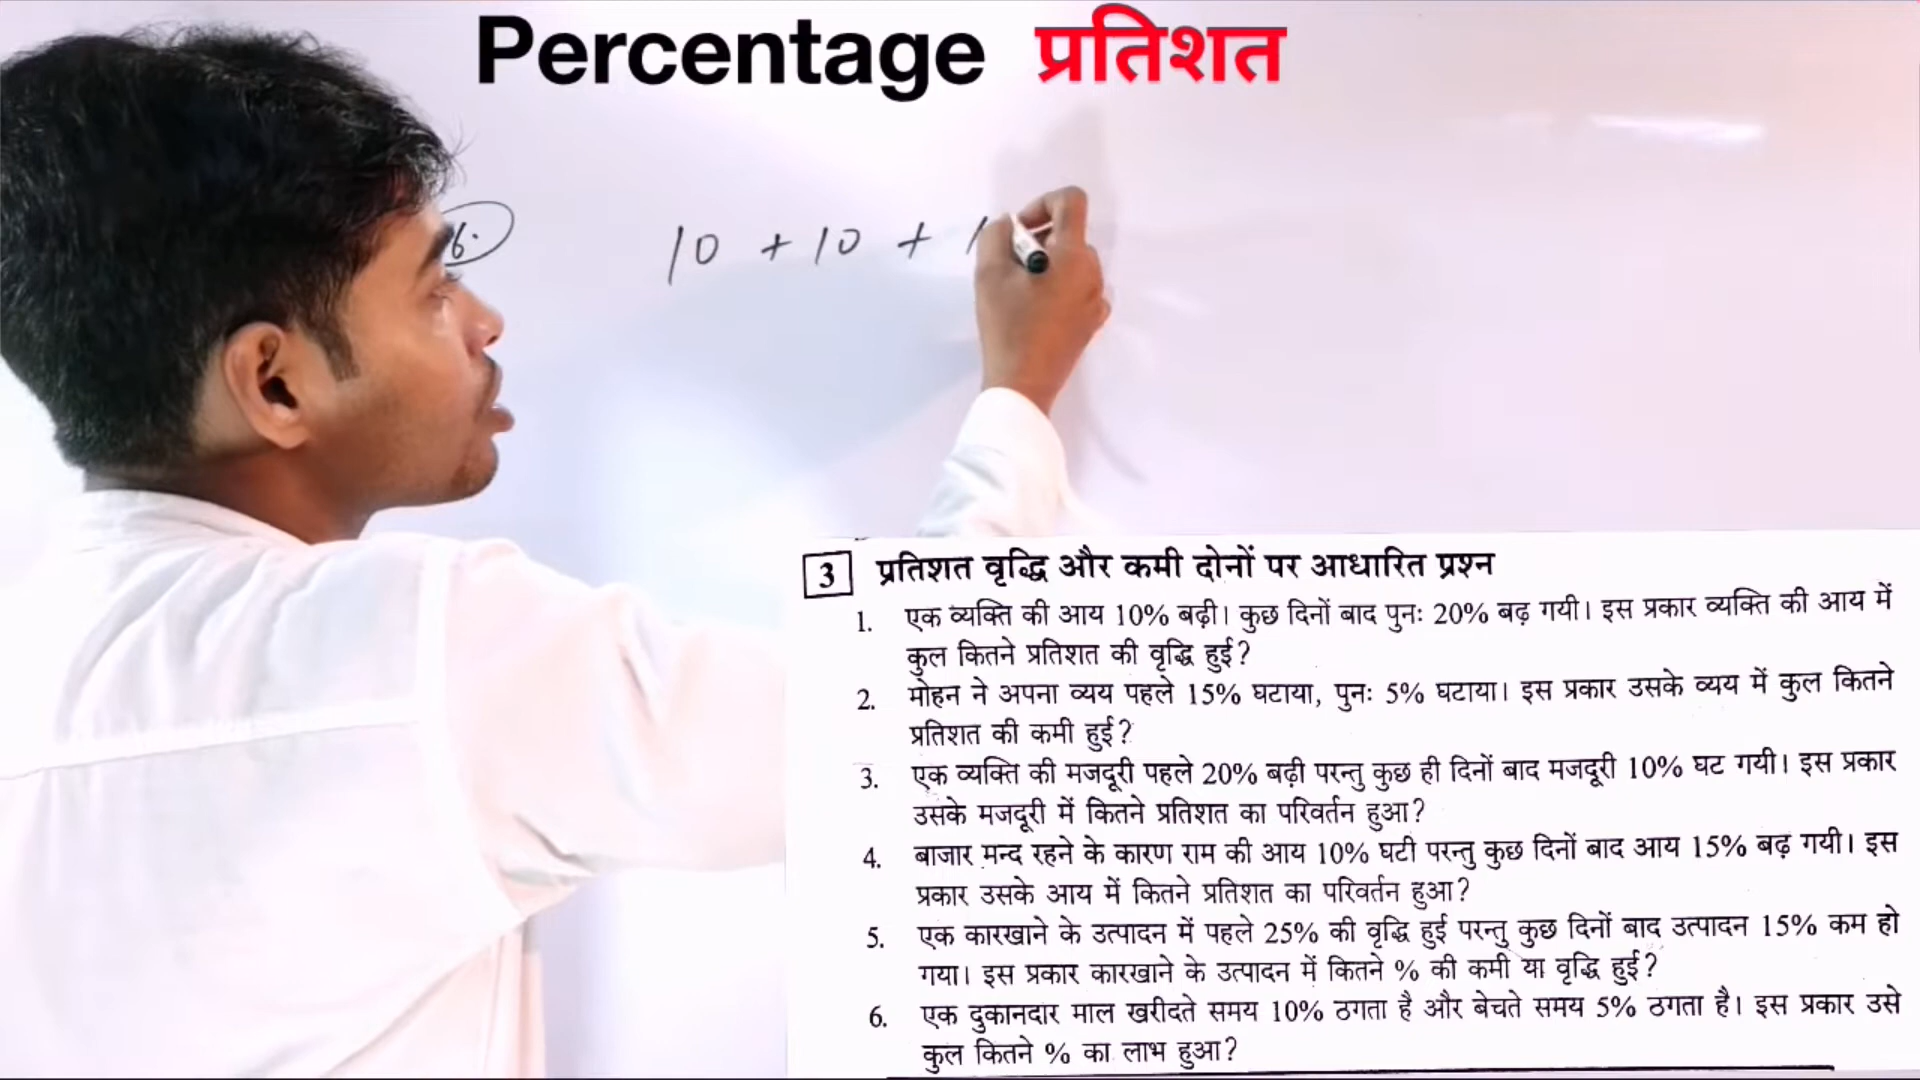 Percentage प्रतिशत
6.
10 + 10 + 1
3 प्रतिशत वृद्धि और कमी दोनों पर आधारित प्रश्न
1. एक व्यक्ति की आय 10% बढ़ी। कुछ दिनों बाद पुनः 20% बढ़ गयी। इस प्रकार व्यक्ति की आय में
कुल कितने प्रतिशत की वृद्धि हुई?
2. मोहन ने अपना व्यय पहले 15% घटाया, पुनः 5% घटाया। इस प्रकार उसके व्यय में कुल कितने
प्रतिशत की कमी हुई?
3. एक व्यक्ति की मजदूरी पहले 20% बढ़ी परन्तु कुछ ही दिनों बाद मजदूरी 10% घट गयी। इस प्रकार
उसके मजदूरी में कितने प्रतिशत का परिवर्तन हुआ?
4. बाजार मन्द रहने के कारण राम की आय 10% घटी परन्तु कुछ दिनों बाद आय 15% बढ़ गयी। इस
प्रकार उसके आय में कितने प्रतिशत का परिवर्तन हुआ?
5. एक कारखाने के उत्पादन में पहले 25% की वृद्धि हुई परन्तु कुछ दिनों बाद उत्पादन 15% कम हो
गया। इस प्रकार कारखाने के उत्पादन में कितने % की कमी या वृद्धि हुई?
6. एक दुकानदार माल खरीदते समय 10% ठगता है और बेचते समय 5% ठगता है। इस प्रकार उसे
कुल कितने % का लाभ हुआ?